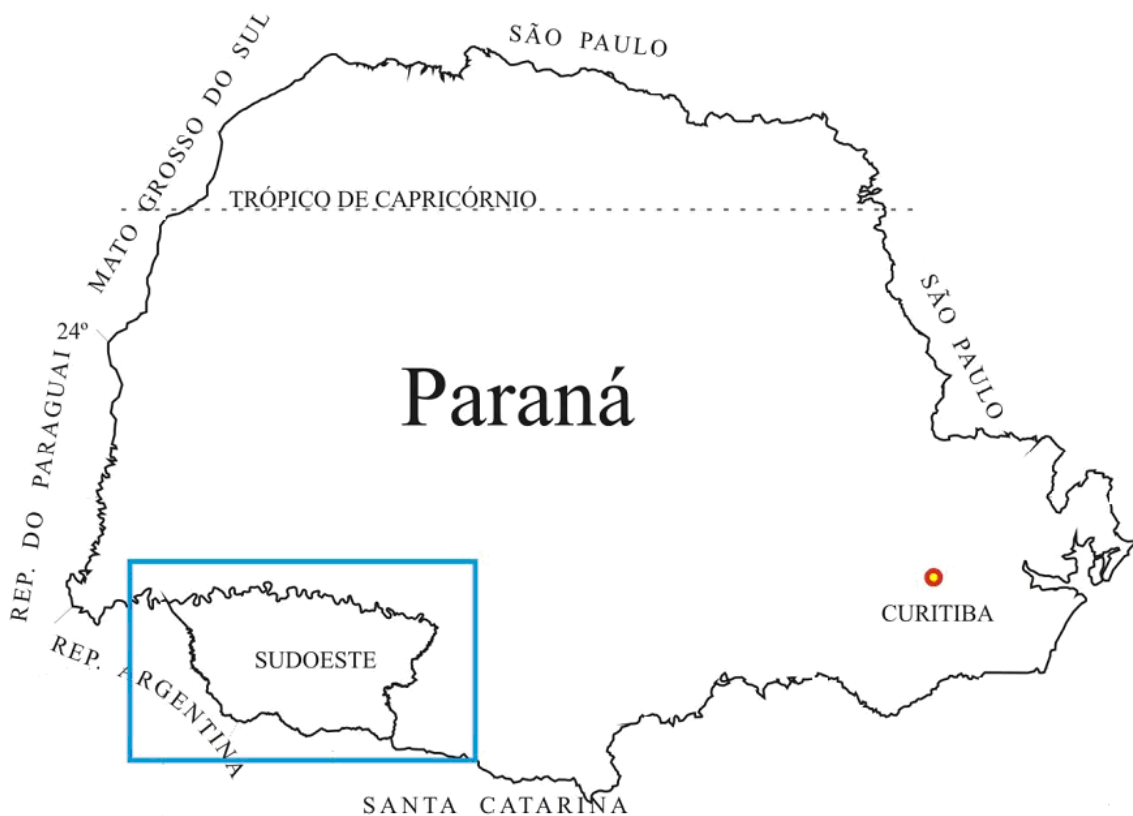 SÃO PAULO
MATO GROSSO DO SUL
TRÓPICO DE CAPRICÓRNIO
24º
SÃO PAULO
REP. DO PARAGUAI
Paraná
CURITIBA
SUDOESTE
REP. ARGENTINA
SANTA CATARINA